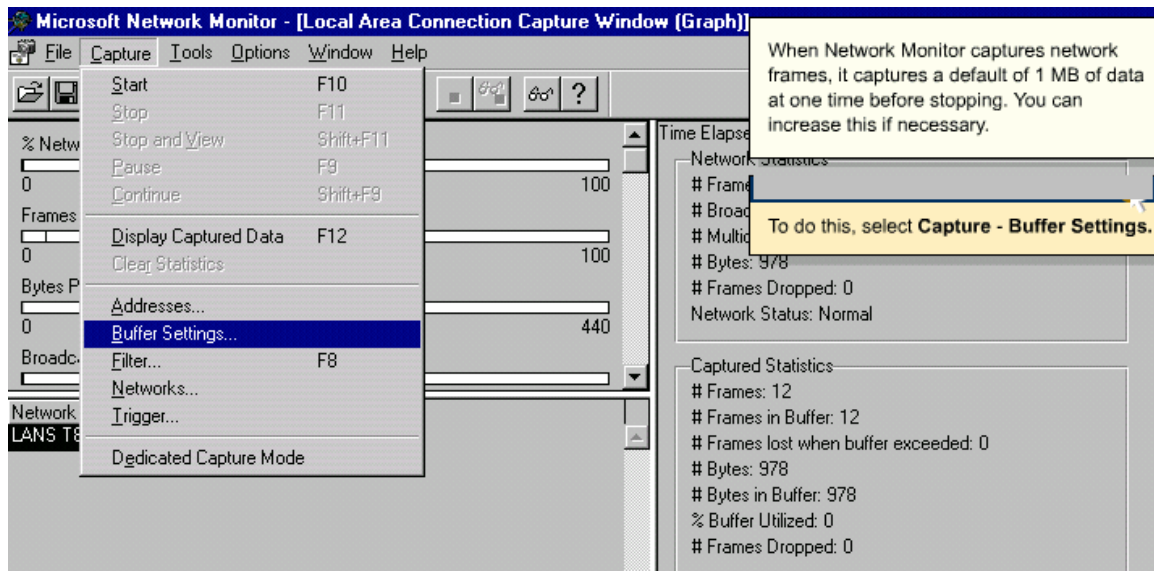 Microsoft Network Monitor - [Local Area Connection Capture Window (Graph)]
File Capture Tools Options Window Help
When Network Monitor captures network
frames, it captures a default of 1 MB of data
at one time before stopping. You can
increase this if necessary.
To do this, select Capture - Buffer Settings.
Start F10
Stop F11
Stop and View Shift+F11
Pause F9
Continue Shift+F9
Display Captured Data F12
Clear Statistics
Addresses...
Buffer Settings...
Filter... F8
Networks...
Trigger...
Dedicated Capture Mode
% Netw
0 100
Frames
0 100
Bytes P
0 440
Broadc
Network
LANS T8
Time Elapse
Network Statistics
# Frame
# Broad
# Multic
# Bytes: 978
# Frames Dropped: 0
Network Status: Normal
Captured Statistics
# Frames: 12
# Frames in Buffer: 12
# Frames lost when buffer exceeded: 0
# Bytes: 978
# Bytes in Buffer: 978
% Buffer Utilized: 0
# Frames Dropped: 0